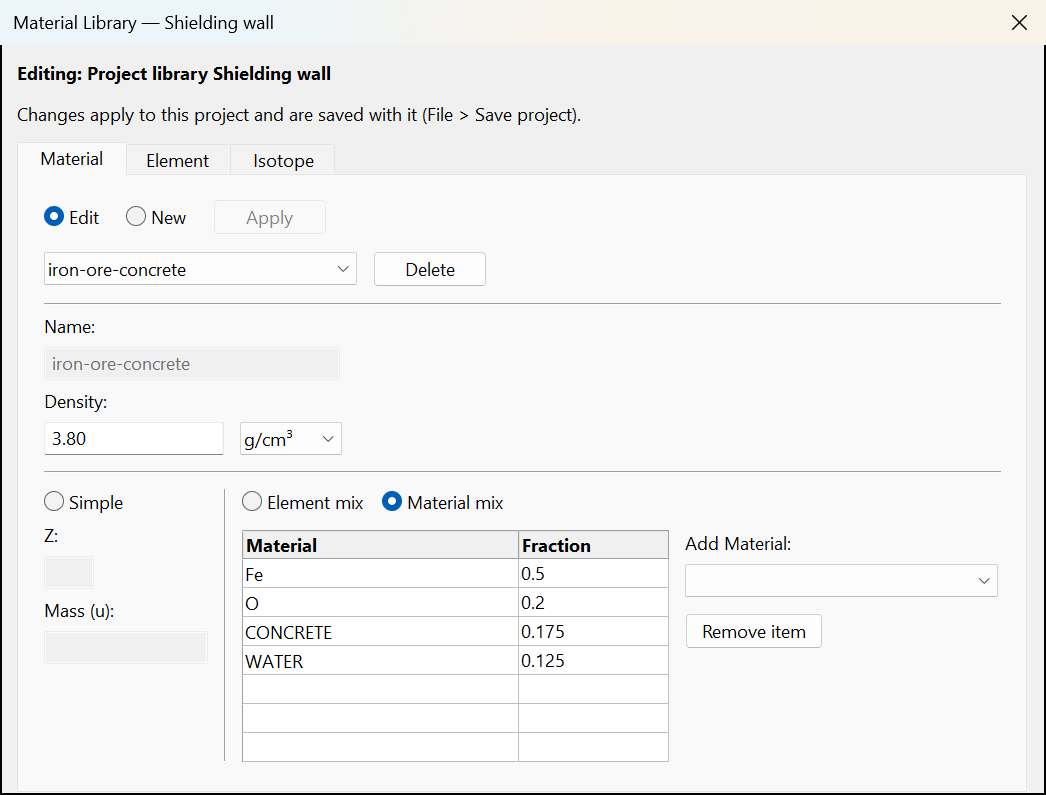 Material Library — Shielding wall
Editing: Project library Shielding wall
Changes apply to this project and are saved with it (File > Save project).
Material Element Isotope
Edit New Apply
iron-ore-concrete Delete
Name:
iron-ore-concrete
Density:
3.80 g/cm³
Simple Element mix Material mix
Z:
Mass (u):
Material Fraction
Fe 0.5
O 0.2
CONCRETE 0.175
WATER 0.125
Add Material:
Remove item